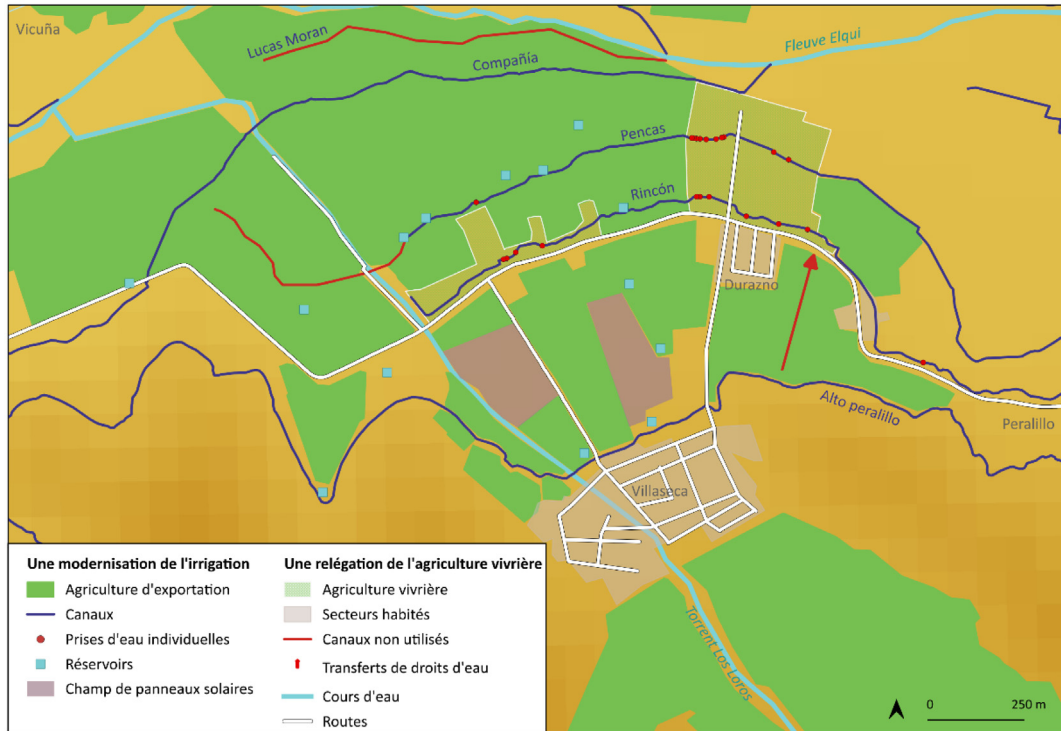 Vicuña
Lucas Moran
Fleuve Elqui
Compañía
Pencas
Rincón
Durazno
Alto peralillo
Peralillo
Villaseca
Torrent Los Loros
Une modernisation de l'irrigation
Agriculture d'exportation
Canaux
Prises d'eau individuelles
Réservoirs
Champ de panneaux solaires
Une relégation de l'agriculture vivrière
Agriculture vivrière
Secteurs habités
Canaux non utilisés
Transferts de droits d'eau
Cours d'eau
Routes
0 250 m